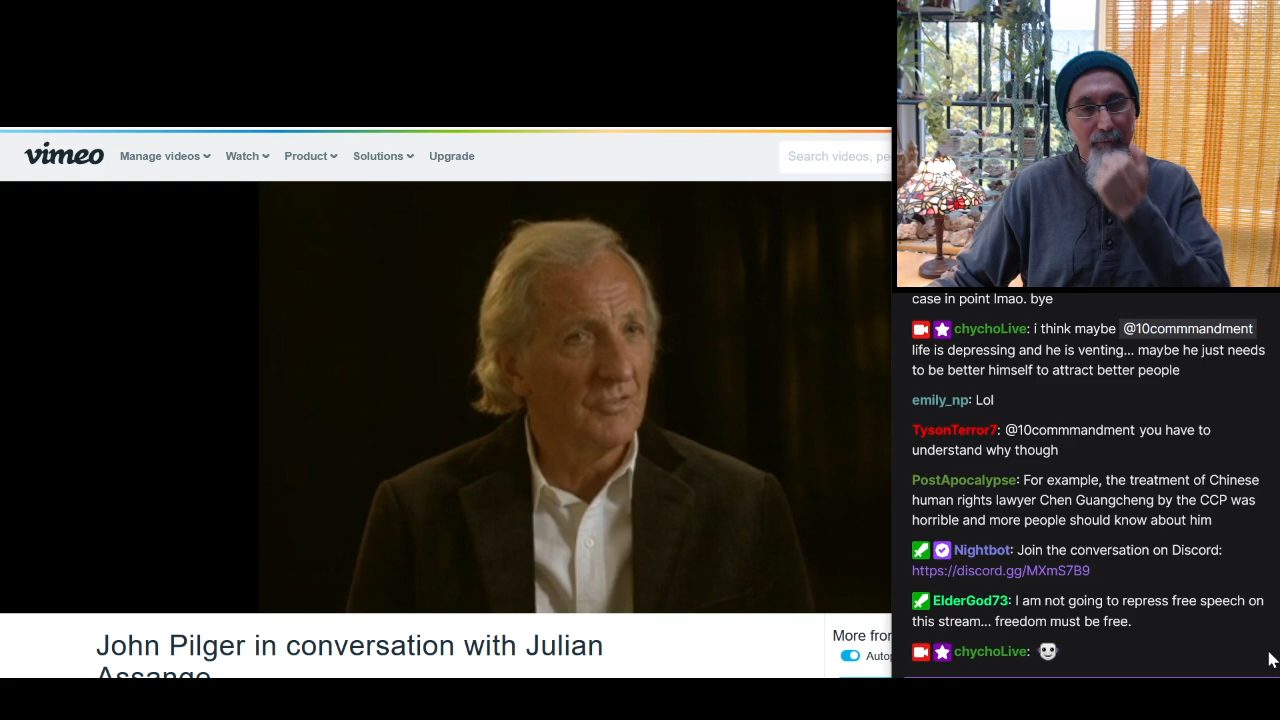 vimeo
Manage videos Watch Product Solutions Upgrade
Search videos, pe
John Pilger in conversation with Julian
Assange
More fror
Autop
case in point lmao. bye
chychoLive: i think maybe @10commmandment
life is depressing and he is venting... maybe he just needs
to be better himself to attract better people
emily_np: Lol
TysonTerror7: @10commmandment you have to
understand why though
PostApocalypse: For example, the treatment of Chinese
human rights lawyer Chen Guangcheng by the CCP was
horrible and more people should know about him
Nightbot: Join the conversation on Discord:
https://discord.gg/MXmS7B9
ElderGod73: I am not going to repress free speech on
this stream... freedom must be free.
chychoLive: